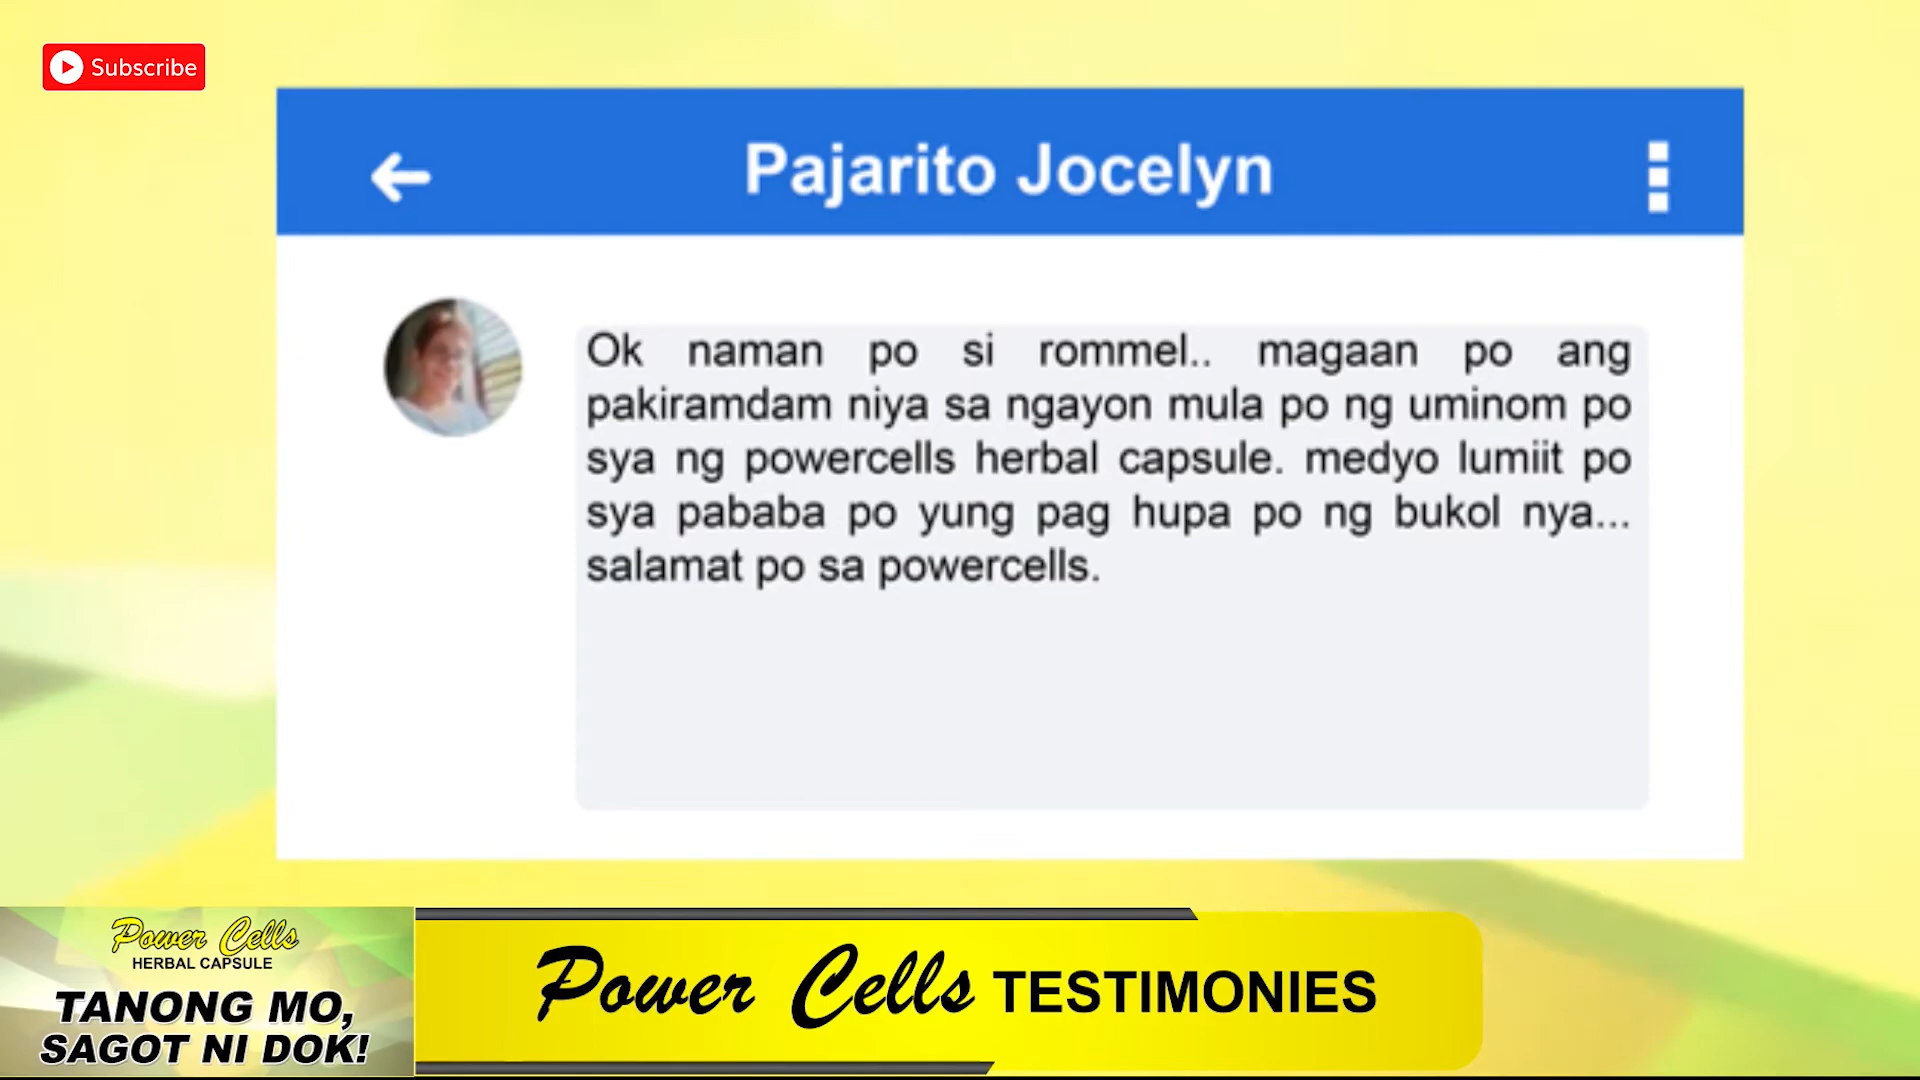 Subscribe
Pajarito Jocelyn
Ok naman po si rommel.. magaan po ang
pakiramdam niya sa ngayon mula po ng uminom po
sya ng powercells herbal capsule. medyo lumiit po
sya pababa po yung pag hupa po ng bukol nya...
salamat po sa powercells.
Power Cells
HERBAL CAPSULE
TANONG MO,
SAGOT NI DOK!
Power Cells TESTIMONIES